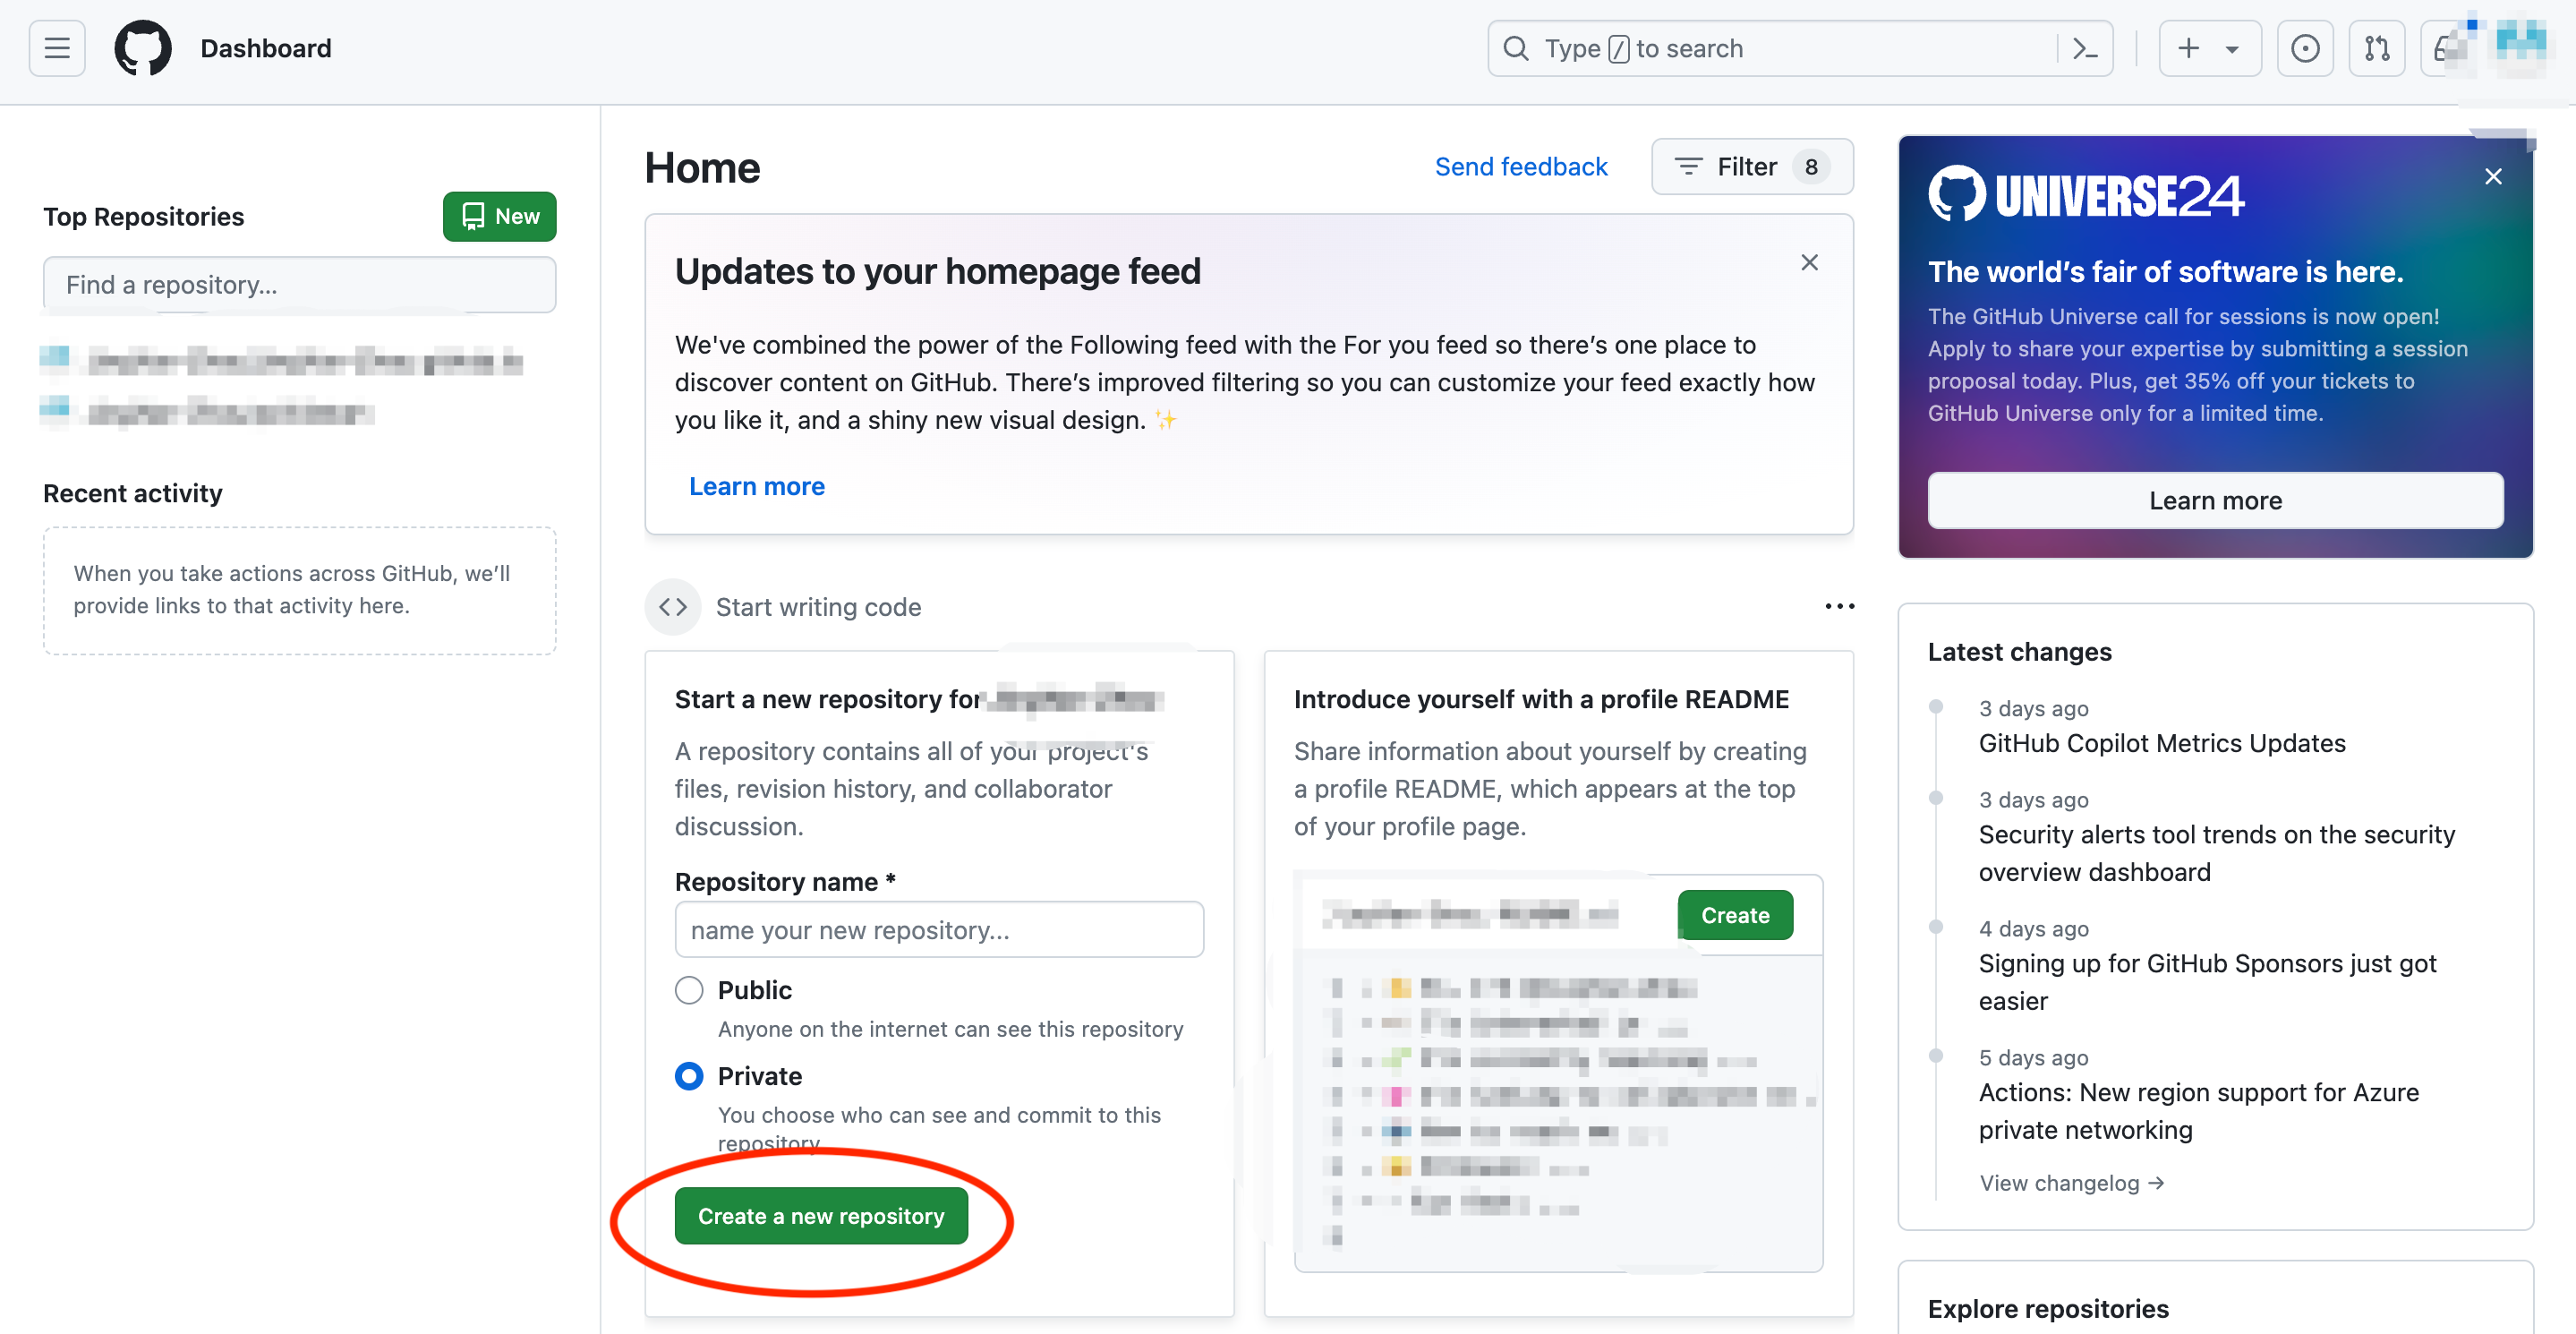 Dashboard
Type / to search
Top Repositories
New
Find a repository...
Recent activity
When you take actions across GitHub, we’ll
provide links to that activity here.
Home
Send feedback
Filter 8
Updates to your homepage feed
We've combined the power of the Following feed with the For you feed so there’s one place to
discover content on GitHub. There’s improved filtering so you can customize your feed exactly how
you like it, and a shiny new visual design. ✨
Learn more
Start writing code
Start a new repository for
A repository contains all of your project's
files, revision history, and collaborator
discussion.
Repository name *
name your new repository...
Public
Anyone on the internet can see this repository
Private
You choose who can see and commit to this
repository
Create a new repository
Introduce yourself with a profile README
Share information about yourself by creating
a profile README, which appears at the top
of your profile page.
Create
UNIVERSE24
The world’s fair of software is here.
The GitHub Universe call for sessions is now open!
Apply to share your expertise by submitting a session
proposal today. Plus, get 35% off your tickets to
GitHub Universe only for a limited time.
Learn more
Latest changes
3 days ago
GitHub Copilot Metrics Updates
3 days ago
Security alerts tool trends on the security
overview dashboard
4 days ago
Signing up for GitHub Sponsors just got
easier
5 days ago
Actions: New region support for Azure
private networking
View changelog →
Explore repositories